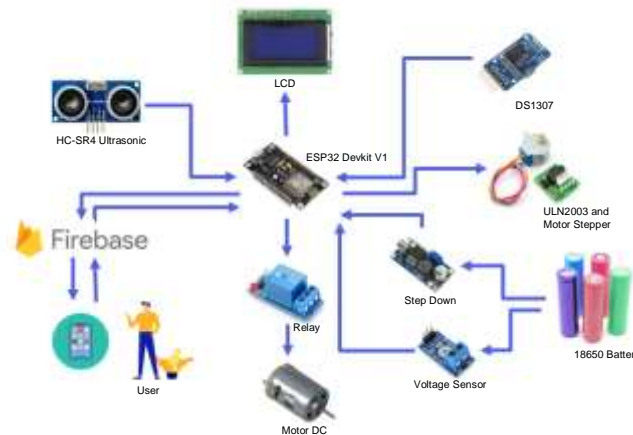 LCD
DS1307
HC-SR4 Ultrasonic
ESP32 Devkit V1
ULN2003 and
Motor Stepper
Firebase
Step Down
Relay
18650 Batter
Voltage Sensor
User
Motor DC